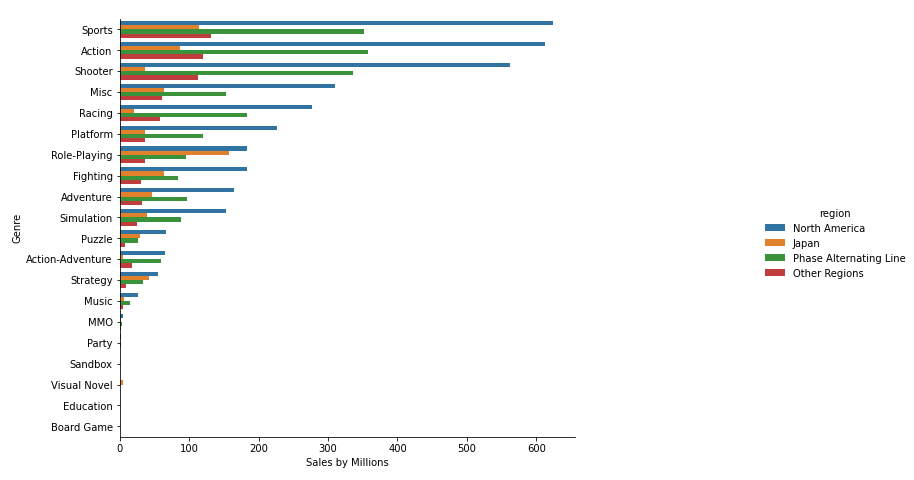 Sports
Action
Shooter
Misc
Racing
Platform
Role-Playing
Fighting
Adventure
Simulation
Puzzle
Action-Adventure
Strategy
Music
MMO
Party
Sandbox
Visual Novel
Education
Board Game
Genre
0 100 200 300 400 500 600
Sales by Millions
region
North America
Japan
Phase Alternating Line
Other Regions